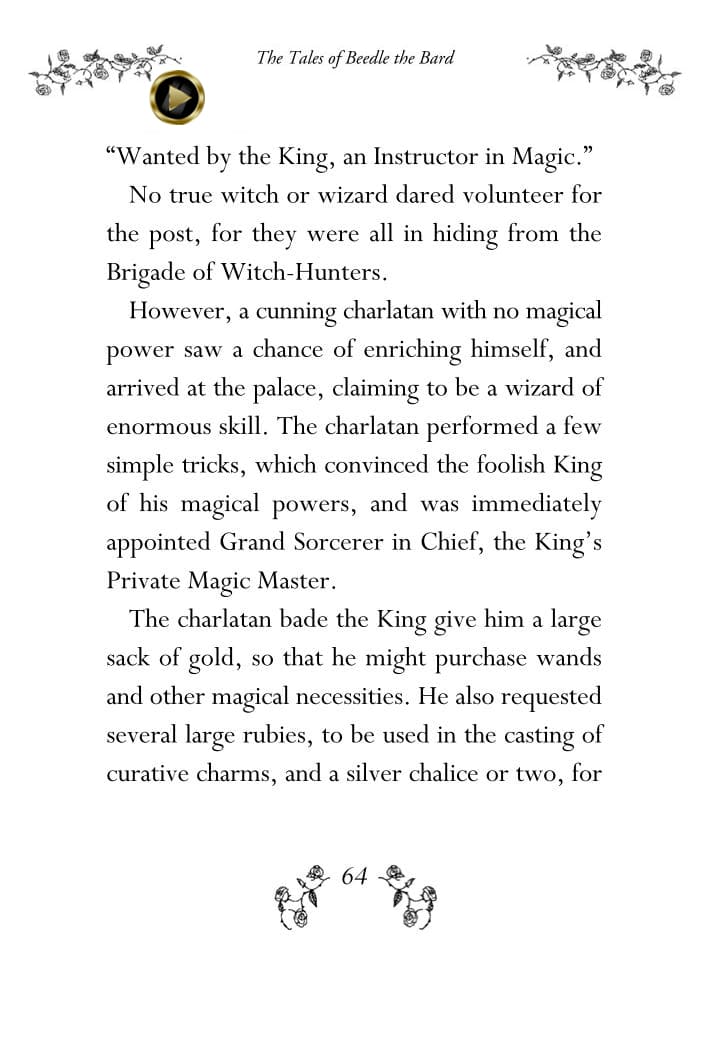 The Tales of Beedle the Bard
“Wanted by the King, an Instructor in Magic.”
No true witch or wizard dared volunteer for
the post, for they were all in hiding from the
Brigade of Witch-Hunters.
However, a cunning charlatan with no magical
power saw a chance of enriching himself, and
arrived at the palace, claiming to be a wizard of
enormous skill. The charlatan performed a few
simple tricks, which convinced the foolish King
of his magical powers, and was immediately
appointed Grand Sorcerer in Chief, the King’s
Private Magic Master.
The charlatan bade the King give him a large
sack of gold, so that he might purchase wands
and other magical necessities. He also requested
several large rubies, to be used in the casting of
curative charms, and a silver chalice or two, for
64